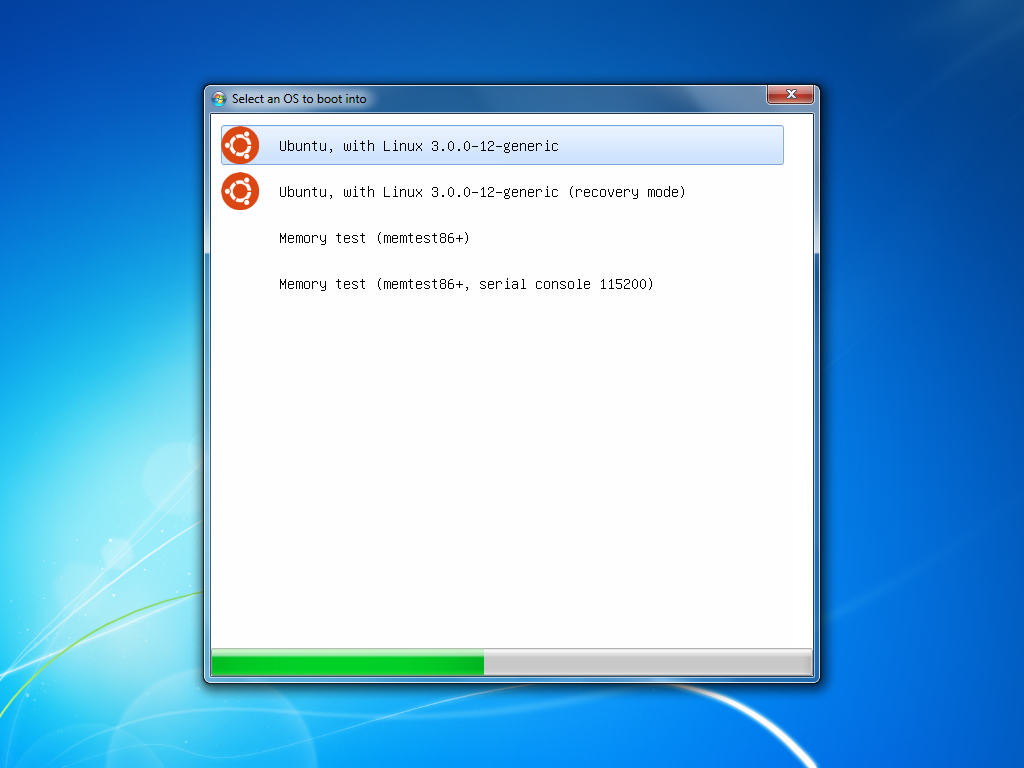 Select an OS to boot into
Ubuntu, with Linux 3.0.0-12-generic
Ubuntu, with Linux 3.0.0-12-generic (recovery mode)
Memory test (memtest86+)
Memory test (memtest86+, serial console 115200)